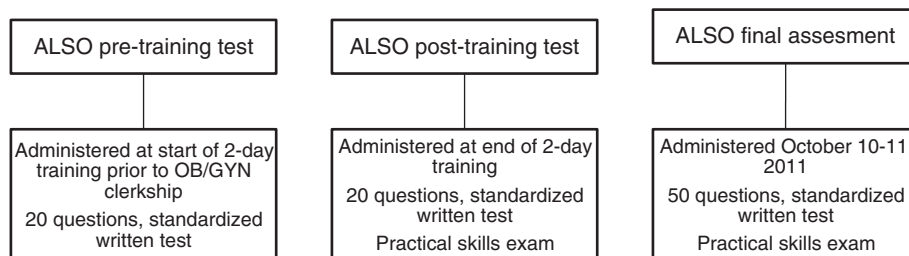 ALSO pre-training test
Administered at start of 2-day
training prior to OB/GYN
clerkship
20 questions, standardized
written test
ALSO post-training test
Administered at end of 2-day
training
20 questions, standardized
written test
Practical skills exam
ALSO final assesment
Administered October 10-11
2011
50 questions, standardized
written test
Practical skills exam